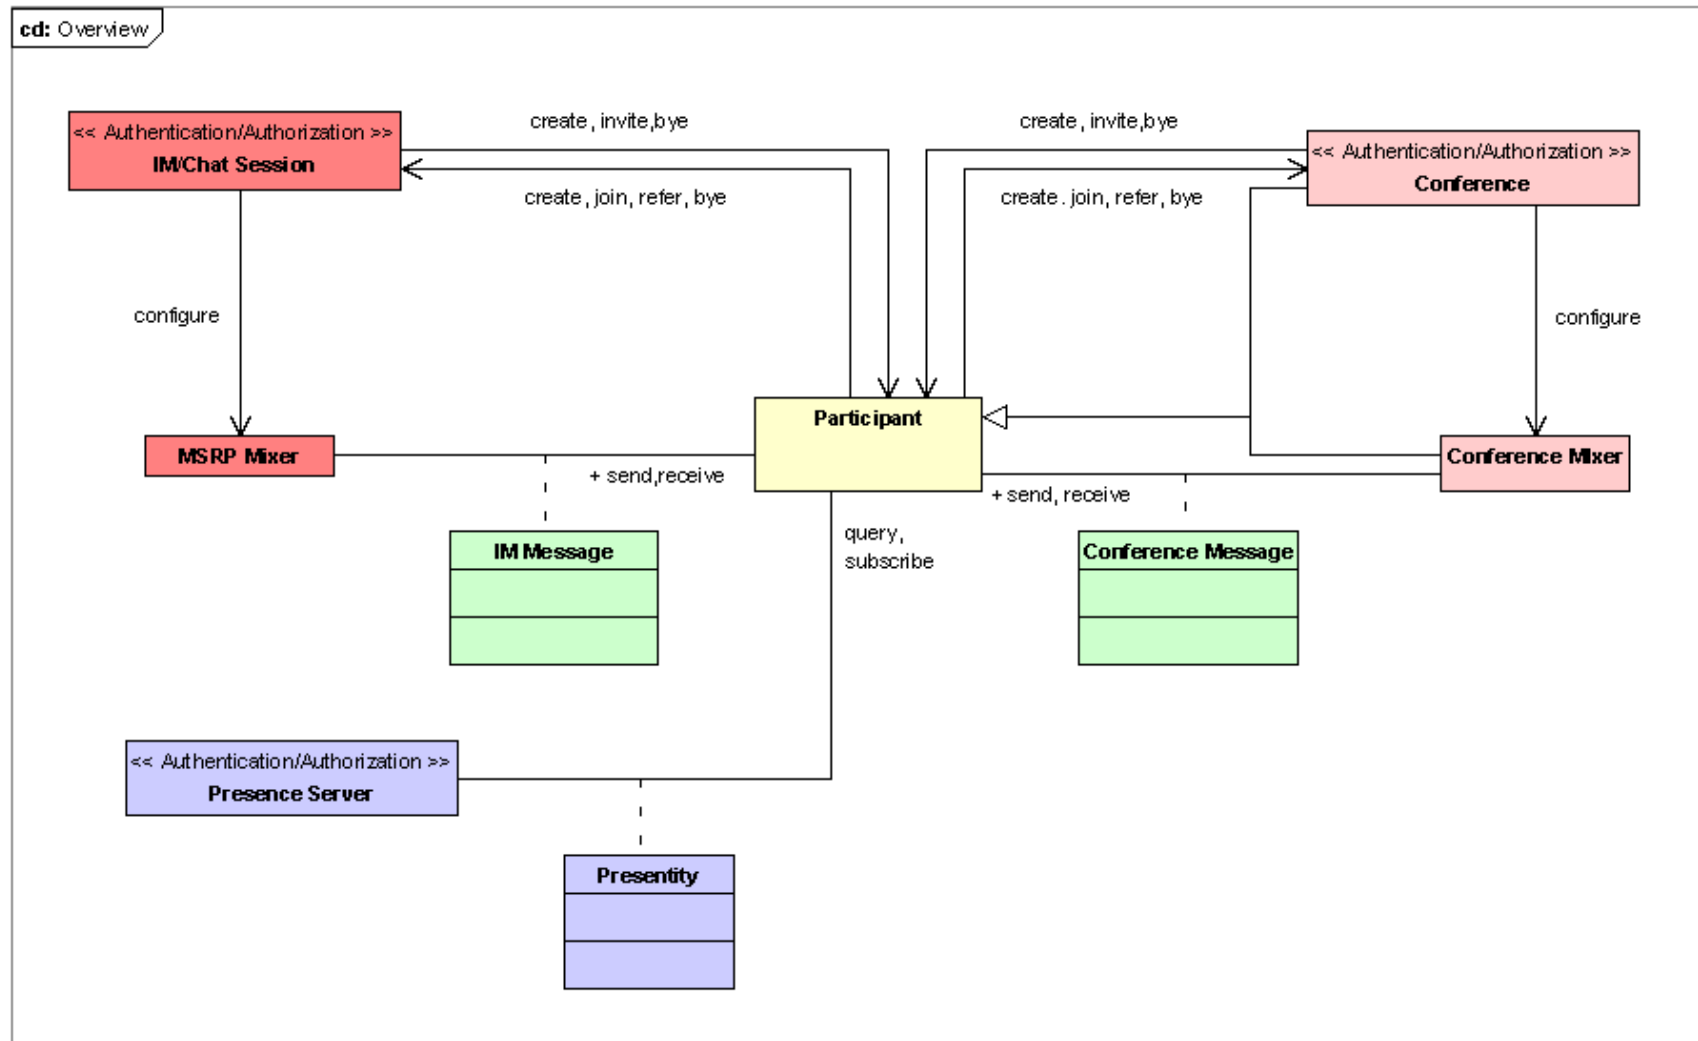 cd: Overview
<< Authentication/Authorization >>
IM/Chat Session
create, invite,bye
create, join, refer, bye
create, invite,bye
create. join, refer, bye
<< Authentication/Authorization >>
Conference
configure
configure
Participant
MSRP Mixer
+ send,receive
+ send, receive
Conference Mixer
IM Message
query,
subscribe
Conference Message
<< Authentication/Authorization >>
Presence Server
Presentity